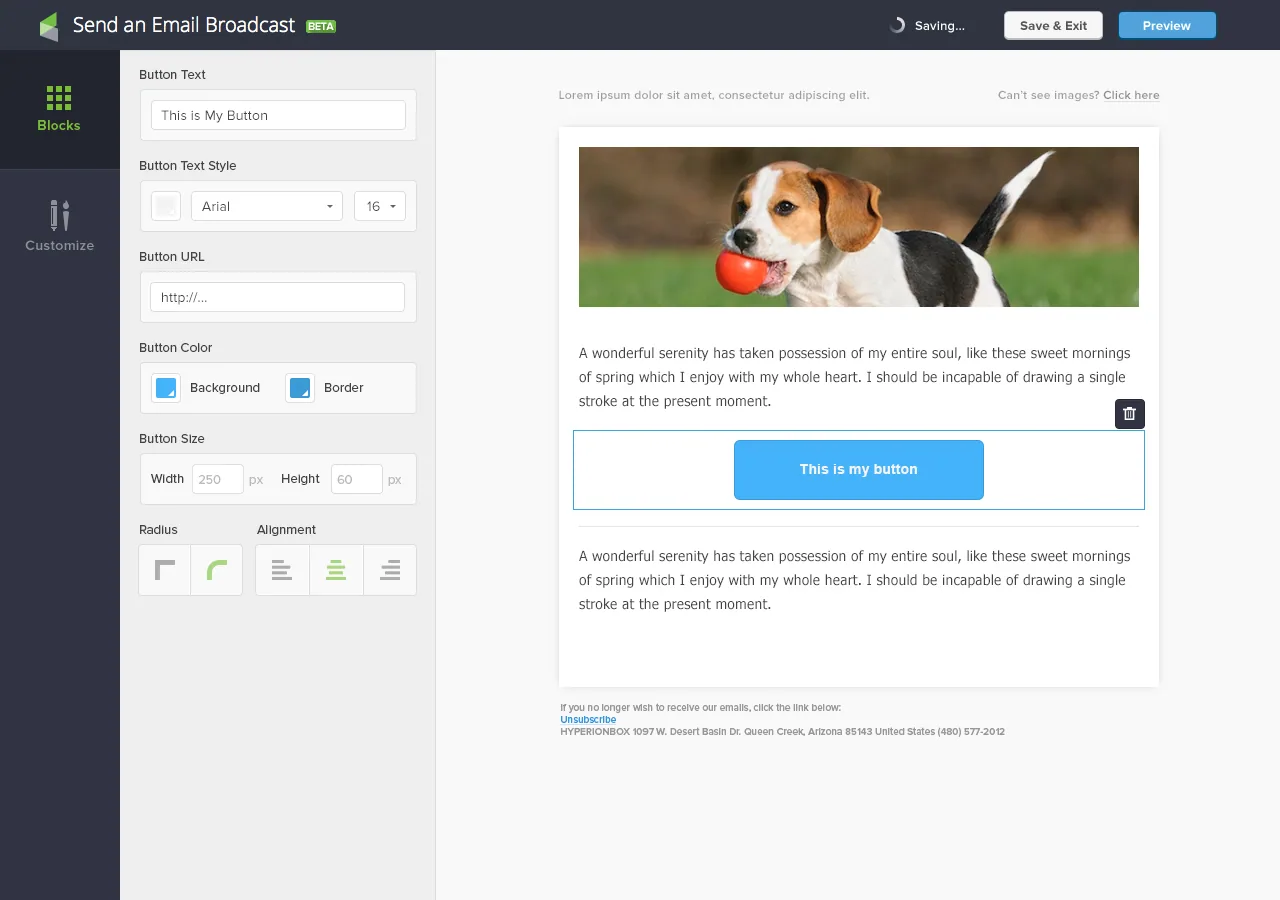 Send an Email Broadcast BETA
Saving...
Save & Exit
Preview
Blocks
Customize
Button Text
This is My Button
Button Text Style
Arial
16
Button URL
http://...
Button Color
Background
Border
Button Size
Width 250 px Height 60 px
Radius
Alignment
Lorem ipsum dolor sit amet, consectetur adipiscing elit.
Can't see images? Click here
A wonderful serenity has taken possession of my entire soul, like these sweet mornings
of spring which I enjoy with my whole heart. I should be incapable of drawing a single
stroke at the present moment.
This is my button
A wonderful serenity has taken possession of my entire soul, like these sweet mornings
of spring which I enjoy with my whole heart. I should be incapable of drawing a single
stroke at the present moment.
If you no longer wish to receive our emails, click the link below:
Unsubscribe
HYPERIONBOX 1097 W. Desert Basin Dr. Queen Creek, Arizona 85143 United States (480) 577-2012